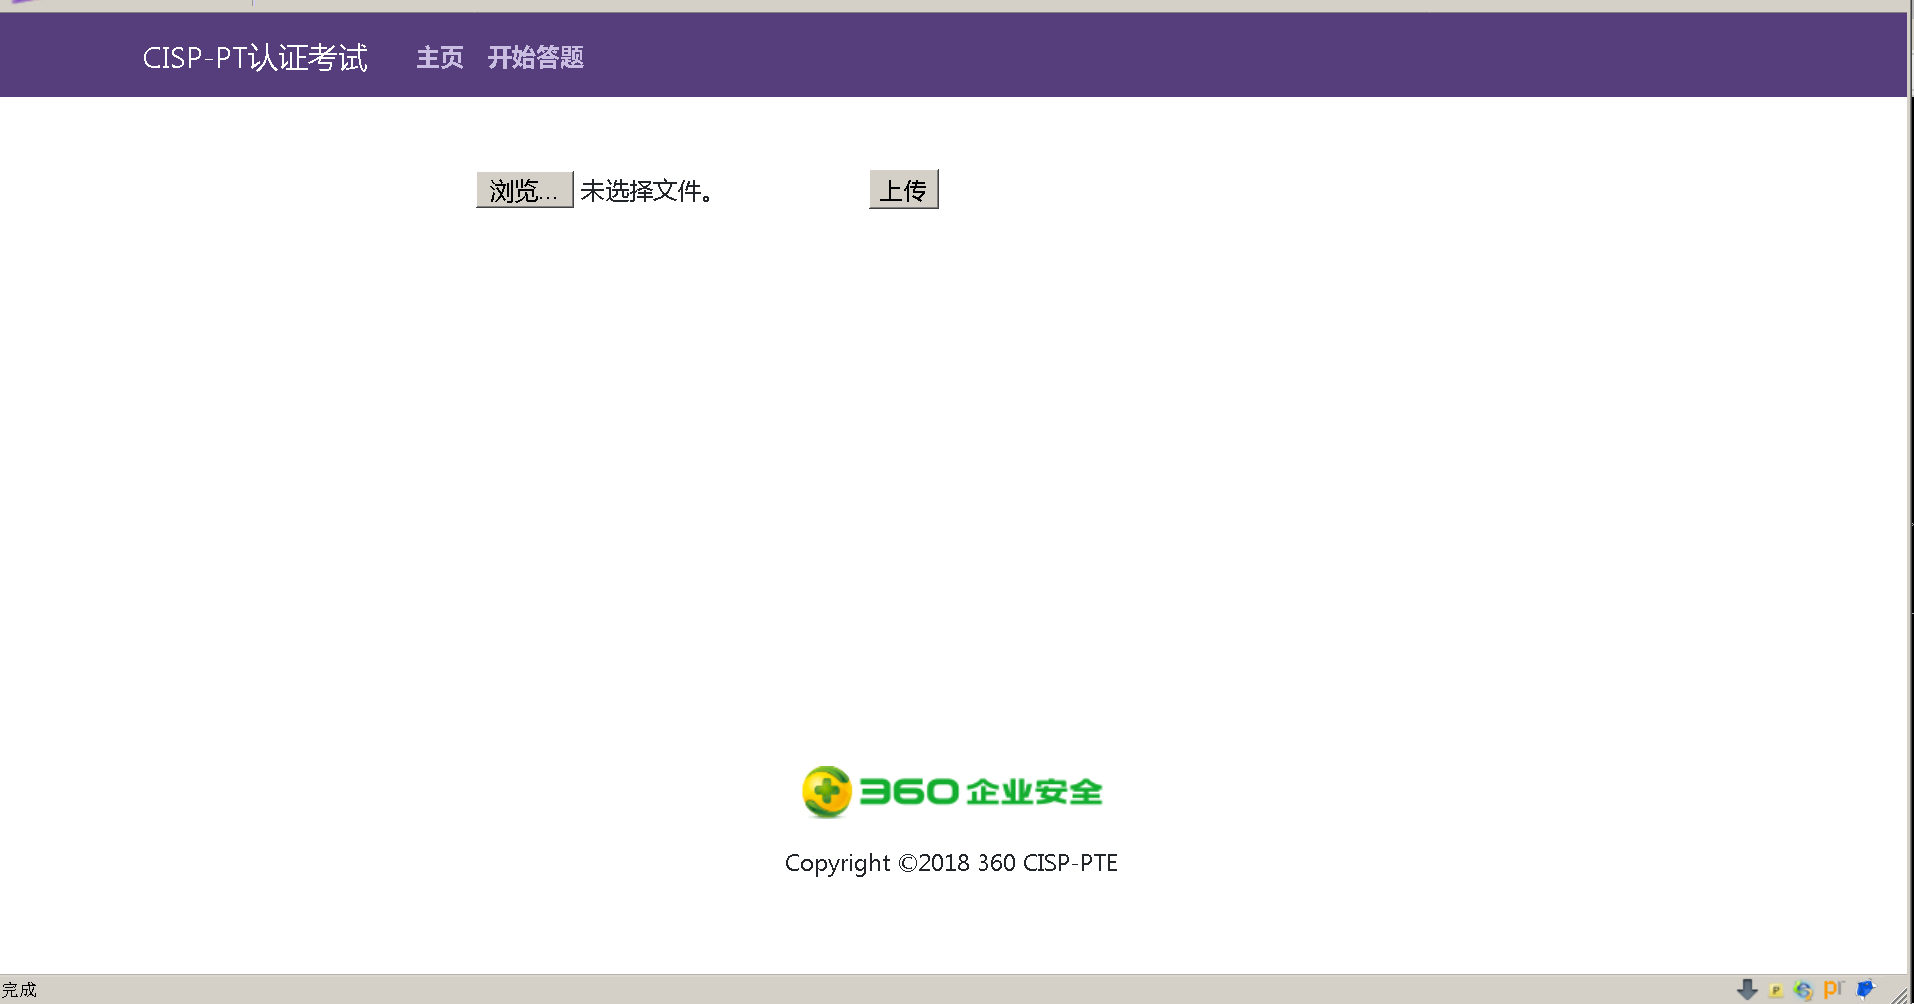 CISP-PT认证考试 主页 开始答题
浏览... 未选择文件。 上传
360企业安全
Copyright ©2018 360 CISP-PTE
完成
P pr